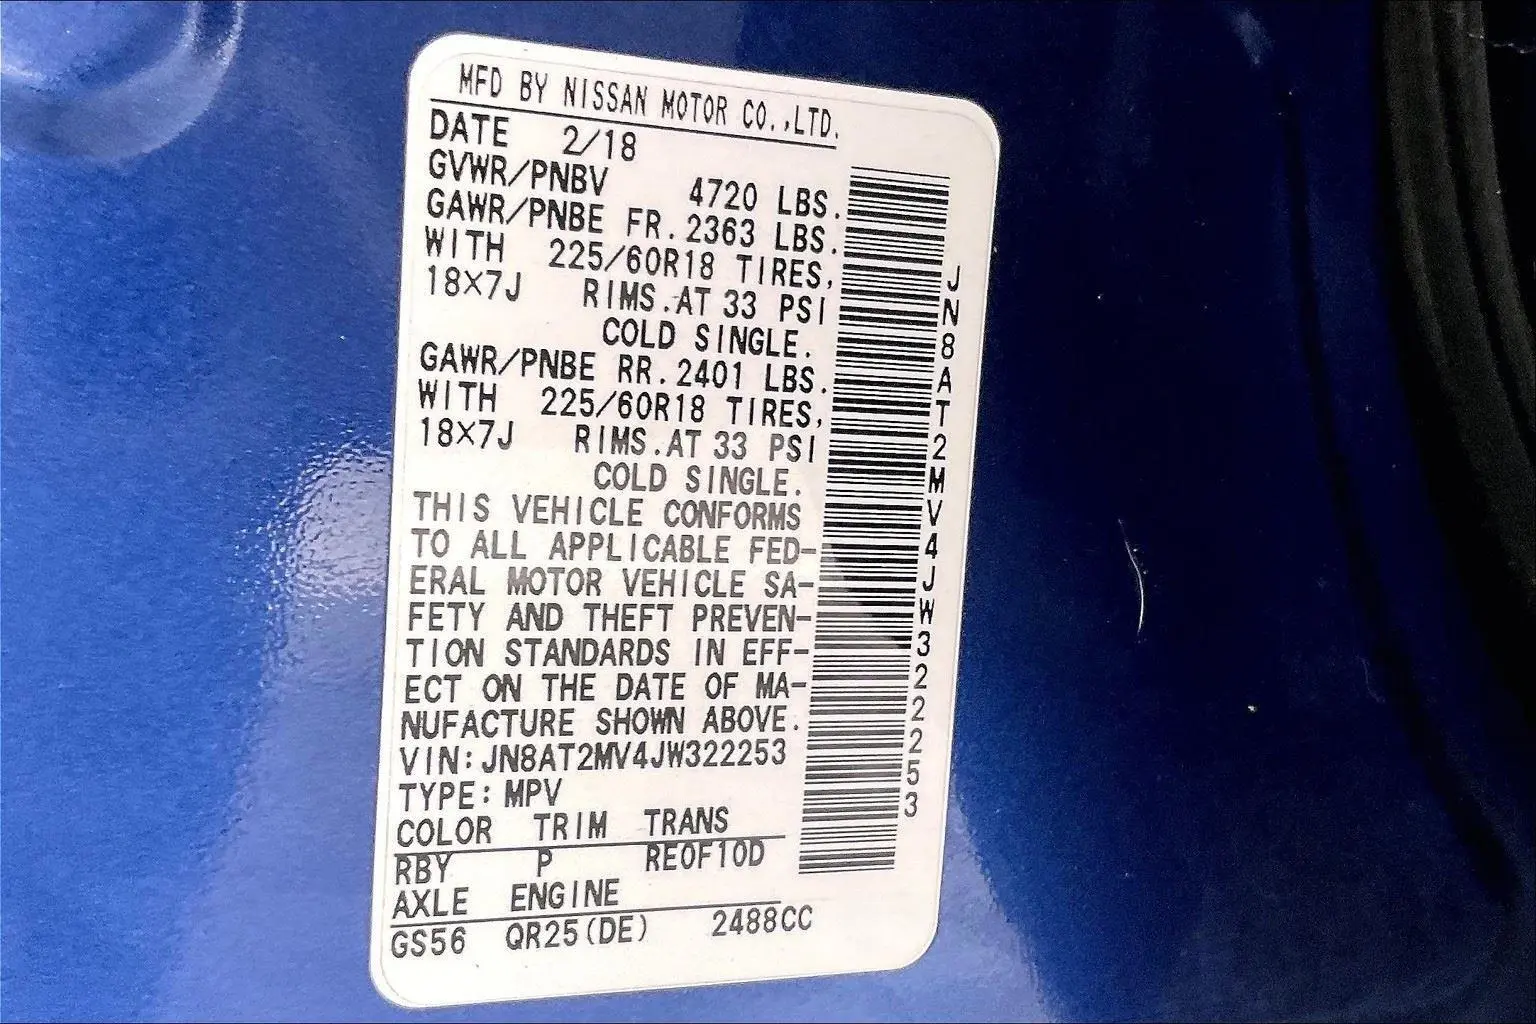 MFD BY NISSAN MOTOR CO.,LTD.
DATE 2/18
GVWR/PNBV 4720 LBS.
GAWR/PNBE FR.2363 LBS.
WITH 225/60R18 TIRES,
18X7J RIMS.AT 33 PSI
COLD SINGLE.
GAWR/PNBE RR.2401 LBS.
WITH 225/60R18 TIRES,
18X7J RIMS.AT 33 PSI
COLD SINGLE.
THIS VEHICLE CONFORMS
TO ALL APPLICABLE FED-
ERAL MOTOR VEHICLE SA-
FETY AND THEFT PREVEN-
TION STANDARDS IN EFF-
ECT ON THE DATE OF MA-
NUFACTURE SHOWN ABOVE.
VIN:JN8AT2MV4JW322253
TYPE:MPV
COLOR TRIM TRANS
RBY P RE0F10D
AXLE ENGINE
GS56 QR25(DE) 2488CC
JN8AT2MV4JW322253